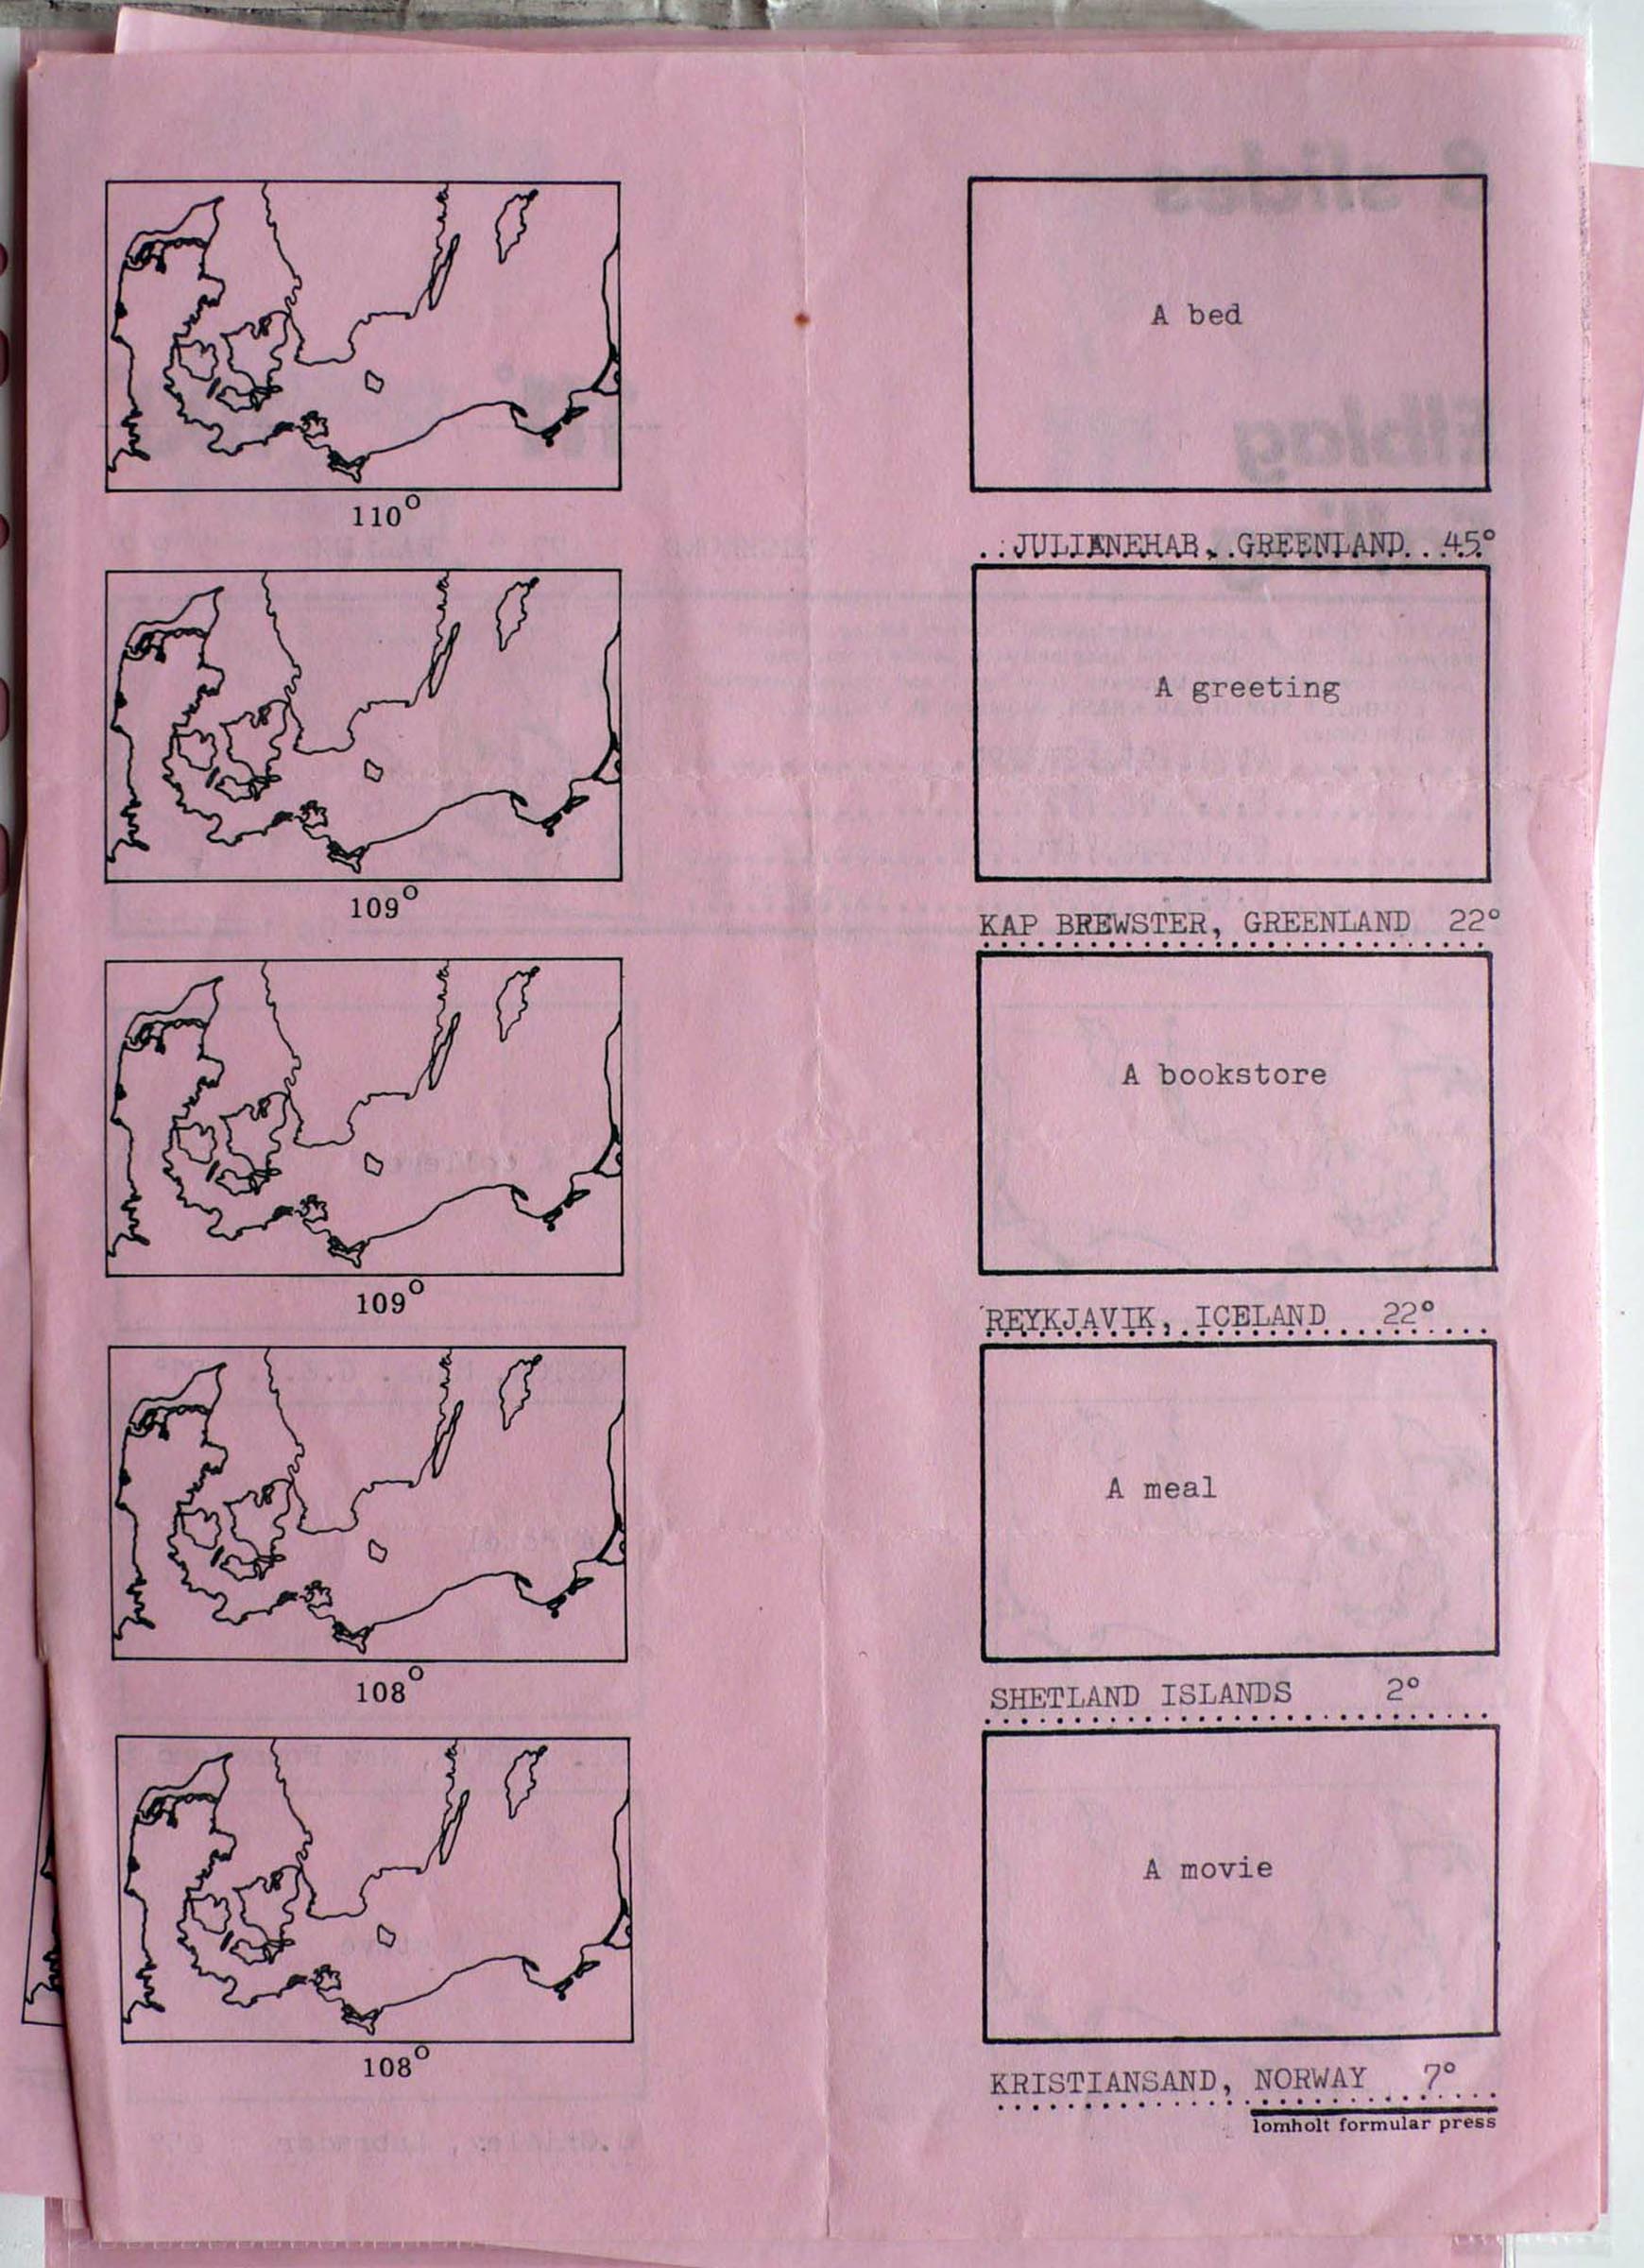 110°
A bed
JULIANEHAB, GREENLAND 45°
109°
A greeting
KAP BREWSTER, GREENLAND 22°
109°
A bookstore
REYKJAVIK, ICELAND 22°
108°
A meal
SHETLAND ISLANDS 2°
108°
A movie
KRISTIANSAND, NORWAY 7°
lomholt formular press